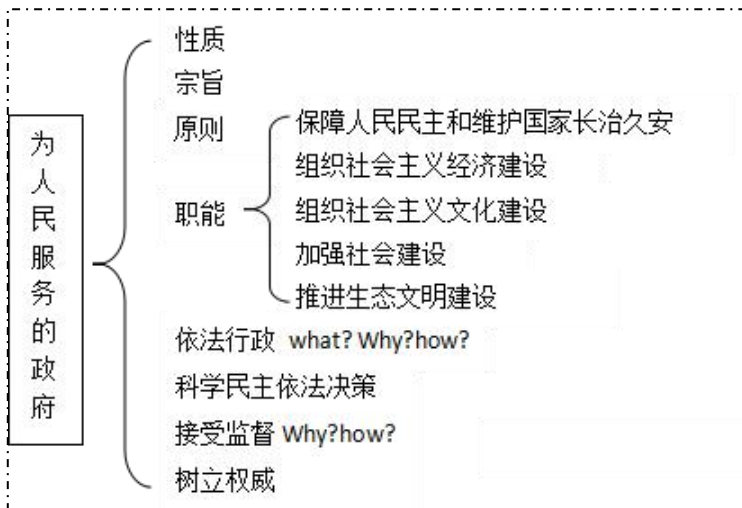 为人民服务的政府
性质
宗旨
原则
职能
保障人民民主和维护国家长治久安
组织社会主义经济建设
组织社会主义文化建设
加强社会建设
推进生态文明建设
依法行政 what? Why?how?
科学民主依法决策
接受监督 Why?how?
树立权威